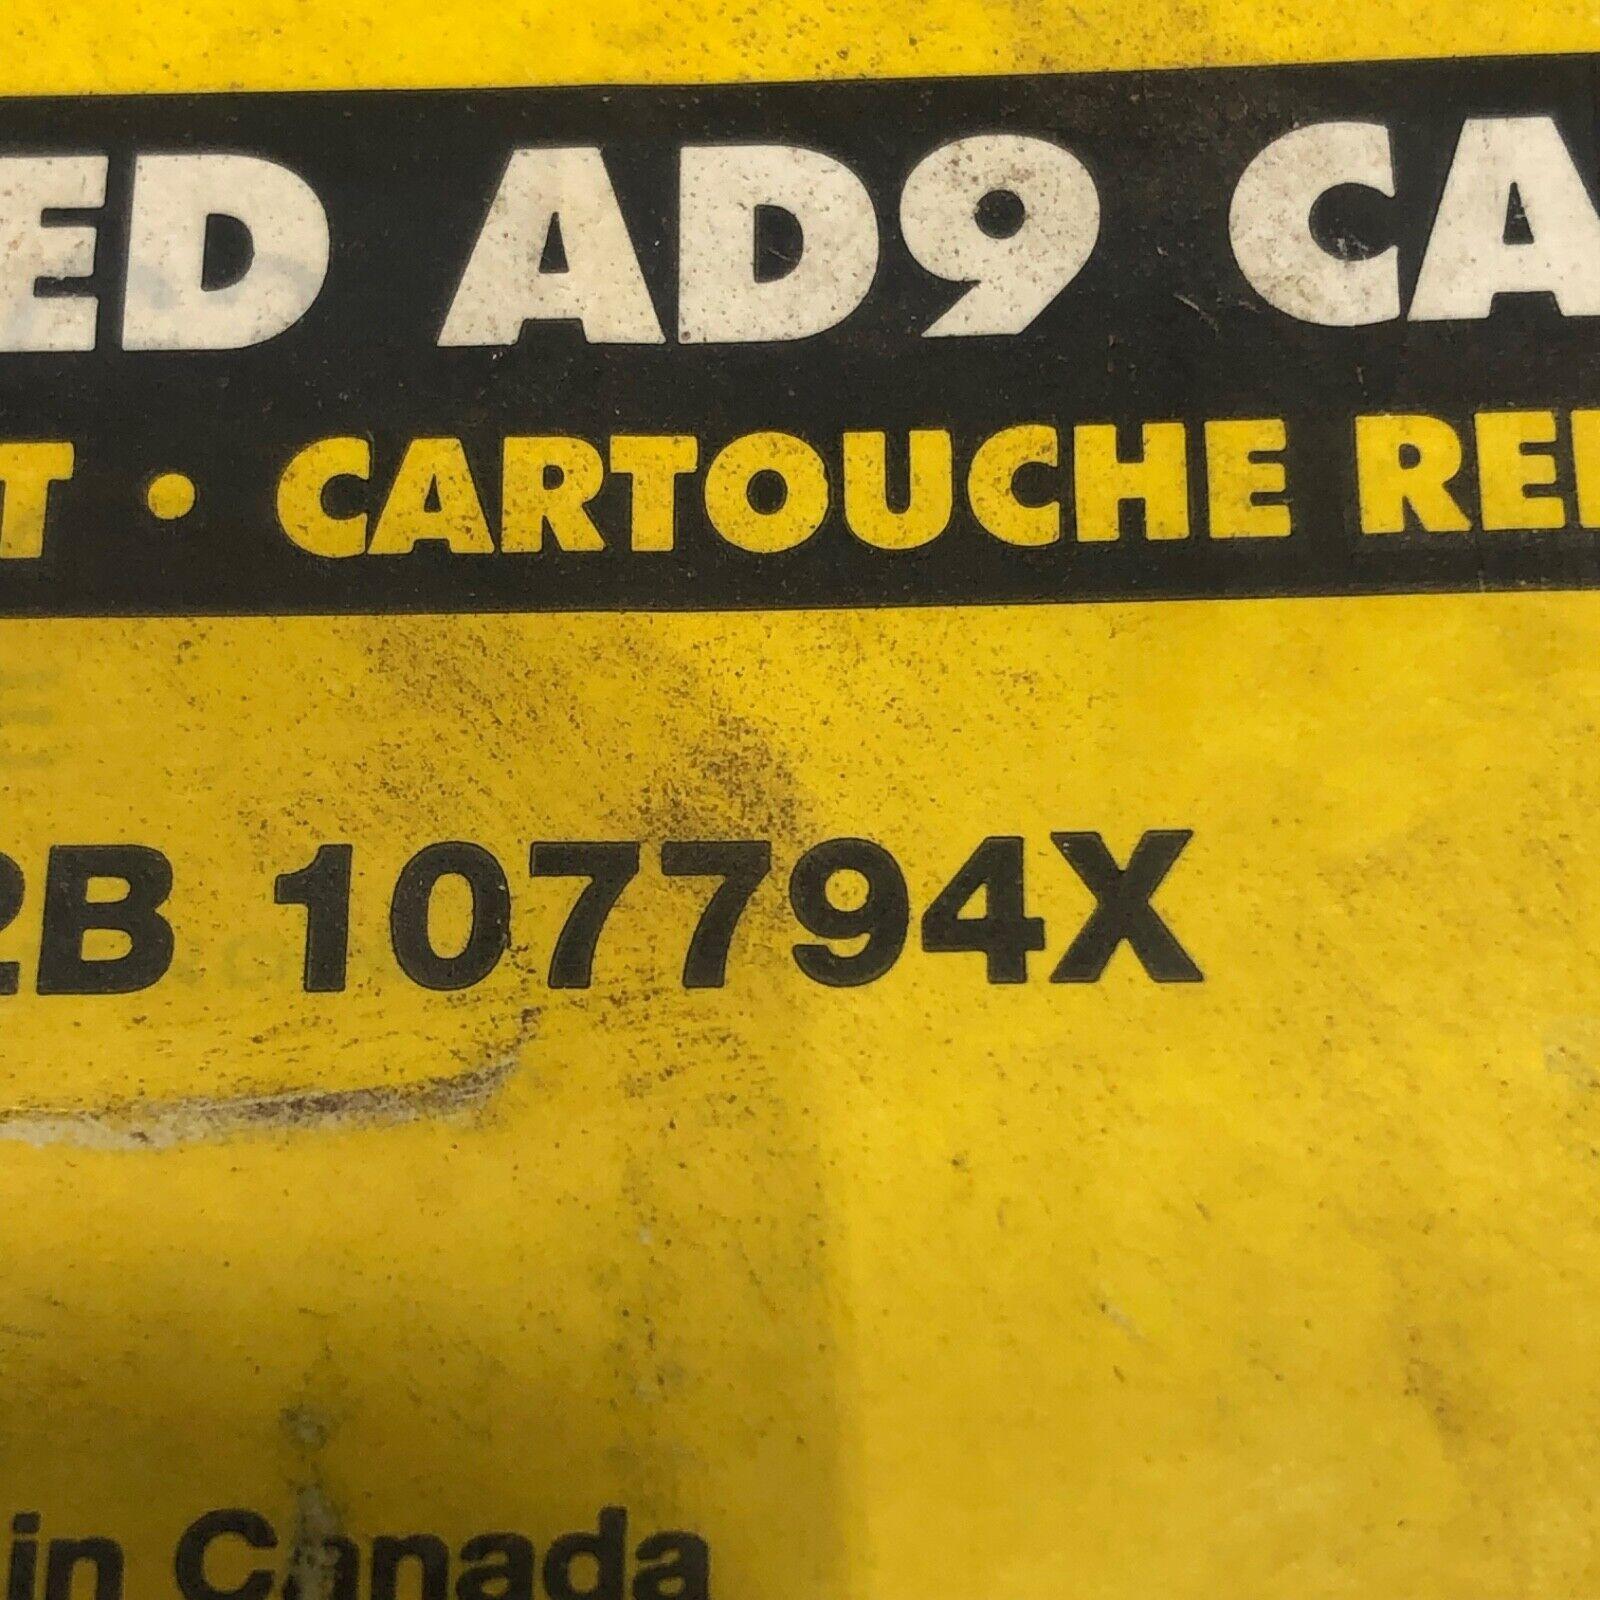 ED AD9 CA
T • CARTOUCHE RE
2B 107794X
in Canada